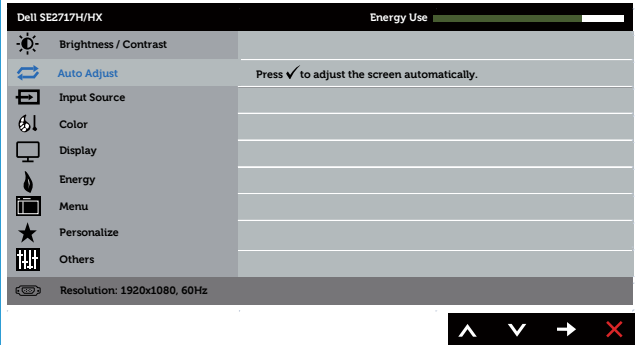 Dell SE2717H/HX Energy Use
Brightness / Contrast
Auto Adjust Press ✓ to adjust the screen automatically.
Input Source
Color
Display
Energy
Menu
Personalize
Others
Resolution: 1920x1080, 60Hz